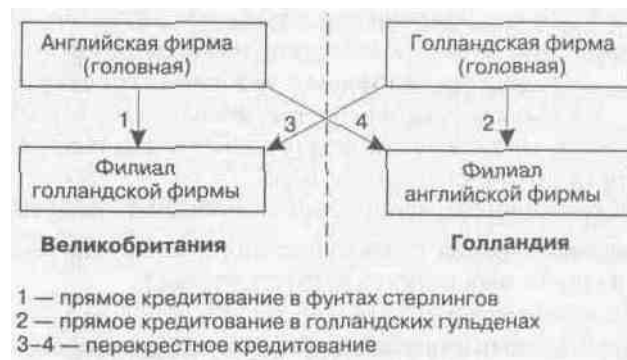 Английская фирма
(головная)
Голландская фирма
(головная)
1
3
4
2
Филиал
голландской фирмы
Филиал
английской фирмы
Великобритания
Голландия
1 — прямое кредитование в фунтах стерлингов
2 — прямое кредитование в голландских гульденах
3-4 — перекрестное кредитование